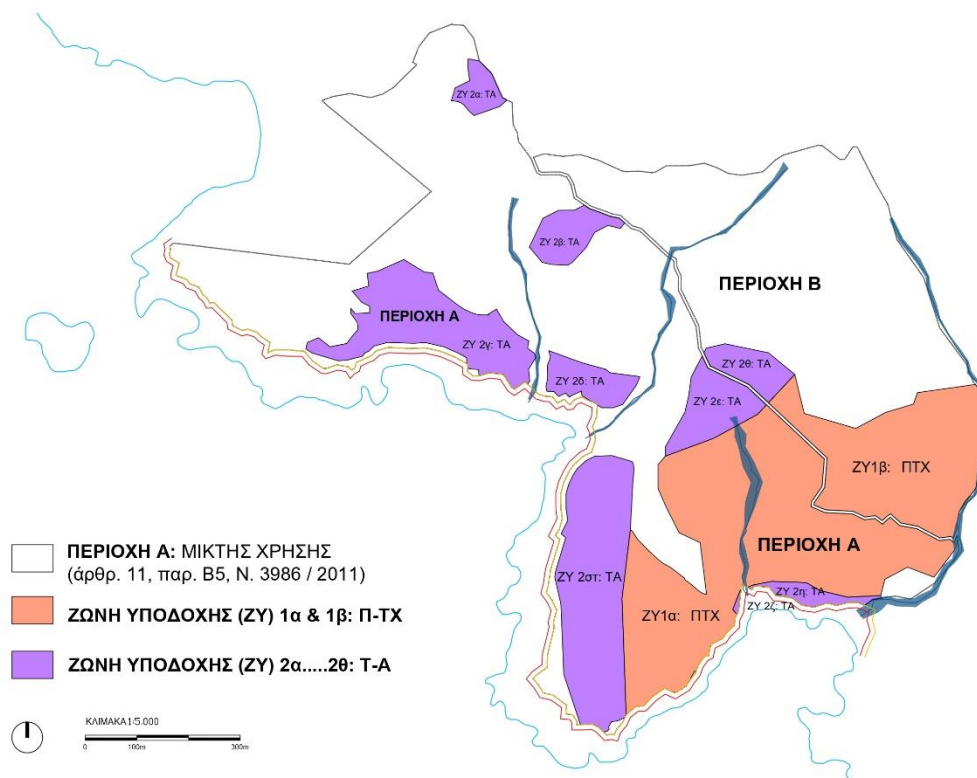 ΖΥ 2α: ΤΑ
ΖΥ 2β: ΤΑ
ΠΕΡΙΟΧΗ Β
ΠΕΡΙΟΧΗ Α
ΖΥ 2γ: ΤΑ
ΖΥ 2δ: ΤΑ
ΖΥ 2θ: ΤΑ
ΖΥ 2ε: ΤΑ
ΖΥ1β: ΠΤΧ
ΠΕΡΙΟΧΗ Α
ΖΥ 2στ: ΤΑ
ΖΥ 2η: ΤΑ
ΖΥ 2ζ: ΤΑ
ΖΥ1α: ΠΤΧ
ΠΕΡΙΟΧΗ Α: ΜΙΚΤΗΣ ΧΡΗΣΗΣ
(άρθρ. 11, παρ. Β5, Ν. 3986 / 2011)
ΖΩΝΗ ΥΠΟΔΟΧΗΣ (ΖΥ) 1α & 1β: Π-ΤΧ
ΖΩΝΗ ΥΠΟΔΟΧΗΣ (ΖΥ) 2α.....2θ: Τ-Α
ΚΛΙΜΑΚΑ 1/5.000
0 100m 300m